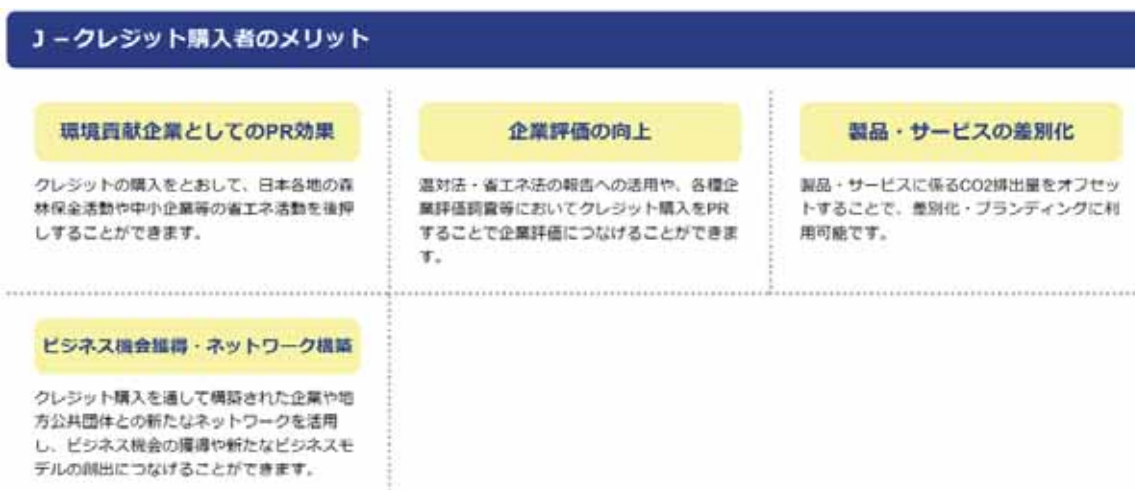 J－クレジット購入者のメリット
環境貢献企業としてのPR効果
クレジットの購入をとおして、日本各地の森
林保全活動や中小企業等の省エネ活動を後押
しすることができます。
企業評価の向上
温対法・省エネ法の報告への活用や、各種企
業評価調査等においてクレジット購入をPR
することで企業評価につなげることができま
す。
製品・サービスの差別化
製品・サービスに係るCO2排出量をオフセッ
トすることで、差別化・ブランディングに利
用可能です。
ビジネス機会獲得・ネットワーク構築
クレジット購入を通して構築された企業や地
方公共団体との新たなネットワークを活用
し、ビジネス機会の獲得や新たなビジネスモ
デルの創出につなげることができます。